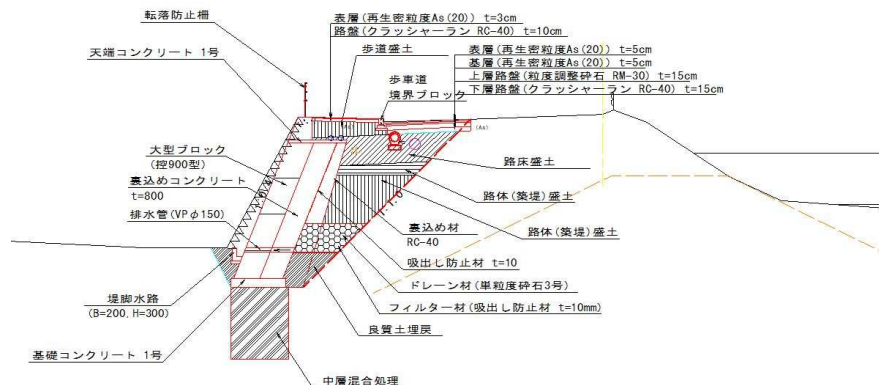 転落防止柵
表層(再生密粒度As(20)) t=3cm
路盤(クラッシャーラン RC-40) t=10cm
天端コンクリート 1号
歩道盛土
表層(再生密粒度As(20)) t=5cm
基層(再生密粒度As(20)) t=5cm
上層路盤(粒度調整砕石 RM-30) t=15cm
下層路盤(クラッシャーラン RC-40) t=15cm
歩車道
境界ブロック
(As)
大型ブロック
(控900型)
裏込めコンクリート
t=800
排水管(VPφ150)
路床盛土
路体(築堤)盛土
1:1.0
裏込め材
RC-40
路体(築堤)盛土
吸出し防止材 t=10
ドレーン材(単粒度砕石3号)
フィルター材(吸出し防止材 t=10mm)
良質土埋戻
堤脚水路
(B=200, H=300)
基礎コンクリート 1号
中層混合処理